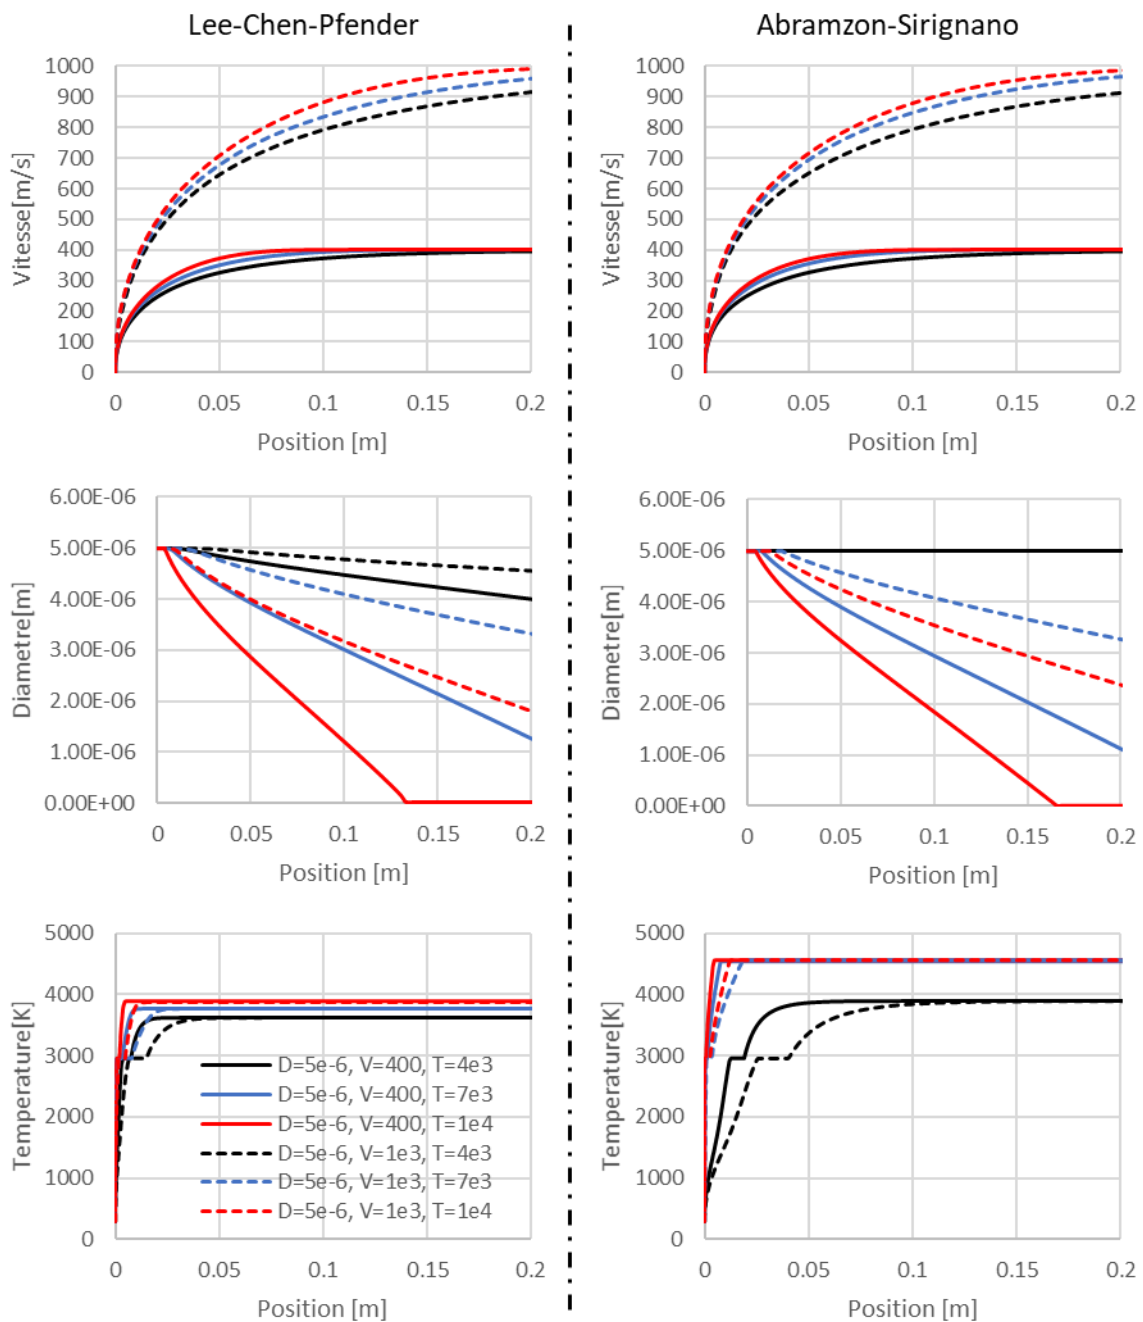 Lee-Chen-Pfender
Abramzon-Sirignano
Vitesse[m/s]
1000
900
800
700
600
500
400
300
200
100
0
0 0.05 0.1 0.15 0.2
Position [m]
Vitesse[m/s]
1000
900
800
700
600
500
400
300
200
100
0
0 0.05 0.1 0.15 0.2
Position [m]
Diametre[m]
6.00E-06
5.00E-06
4.00E-06
3.00E-06
2.00E-06
1.00E-06
0.00E+00
0 0.05 0.1 0.15 0.2
Position [m]
Diametre[m]
6.00E-06
5.00E-06
4.00E-06
3.00E-06
2.00E-06
1.00E-06
0.00E+00
0 0.05 0.1 0.15 0.2
Position [m]
Temperature[K]
5000
4000
3000
2000
1000
0
D=5e-6, V=400, T=4e3
D=5e-6, V=400, T=7e3
D=5e-6, V=400, T=1e4
D=5e-6, V=1e3, T=4e3
D=5e-6, V=1e3, T=7e3
D=5e-6, V=1e3, T=1e4
0 0.05 0.1 0.15 0.2
Position [m]
Temperature[K]
5000
4000
3000
2000
1000
0
0 0.05 0.1 0.15 0.2
Position [m]